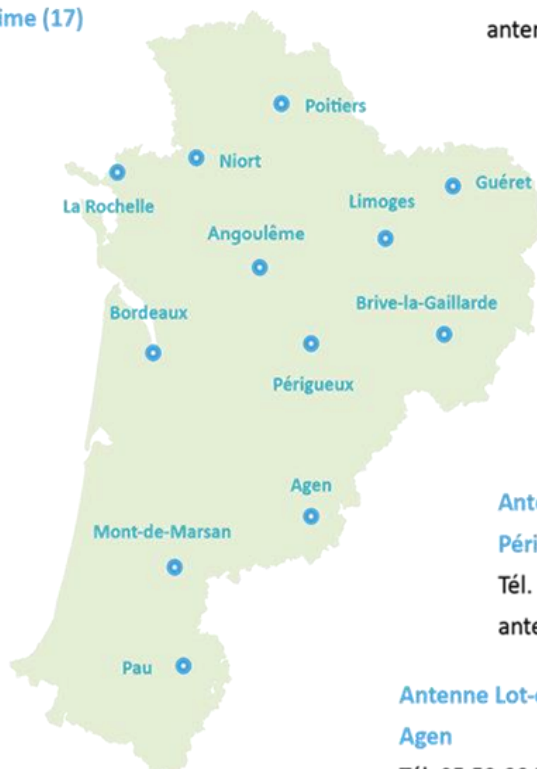 ime (17)
anten
Poitiers
Niort
Guéret
La Rochelle
Limoges
Angoulême
Bordeaux
Brive-la-Gaillarde
Périgueux
Agen
Mont-de-Marsan
Pau
Ante
Péri
Tél.
ante
Antenne Lot-
Agen